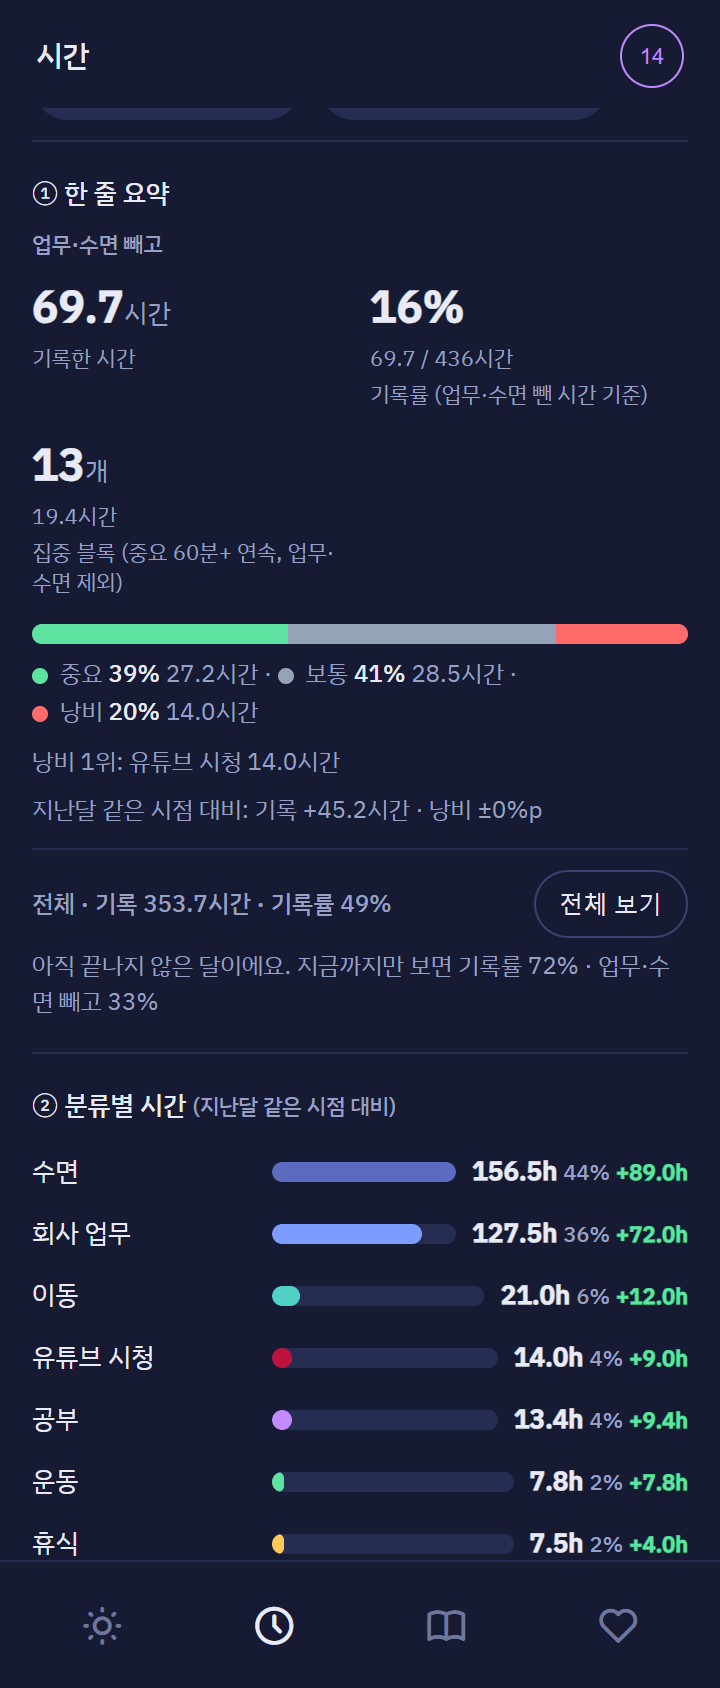 시간
14
① 한 줄 요약
업무·수면 빼고
69.7시간
기록한 시간
16%
69.7 / 436시간
기록률 (업무·수면 뺀 시간 기준)
13개
19.4시간
집중 블록 (중요 60분+ 연속, 업무·
수면 제외)
중요 39% 27.2시간 · 보통 41% 28.5시간 ·
낭비 20% 14.0시간
낭비 1위: 유튜브 시청 14.0시간
지난달 같은 시점 대비: 기록 +45.2시간 · 낭비 ±0%p
전체 · 기록 353.7시간 · 기록률 49%
전체 보기
아직 끝나지 않은 달이에요. 지금까지만 보면 기록률 72% · 업무·수
면 빼고 33%
② 분류별 시간 (지난달 같은 시점 대비)
수면 156.5h 44% +89.0h
회사 업무 127.5h 36% +72.0h
이동 21.0h 6% +12.0h
유튜브 시청 14.0h 4% +9.0h
공부 13.4h 4% +9.4h
운동 7.8h 2% +7.8h
휴식 7.5h 2% +4.0h